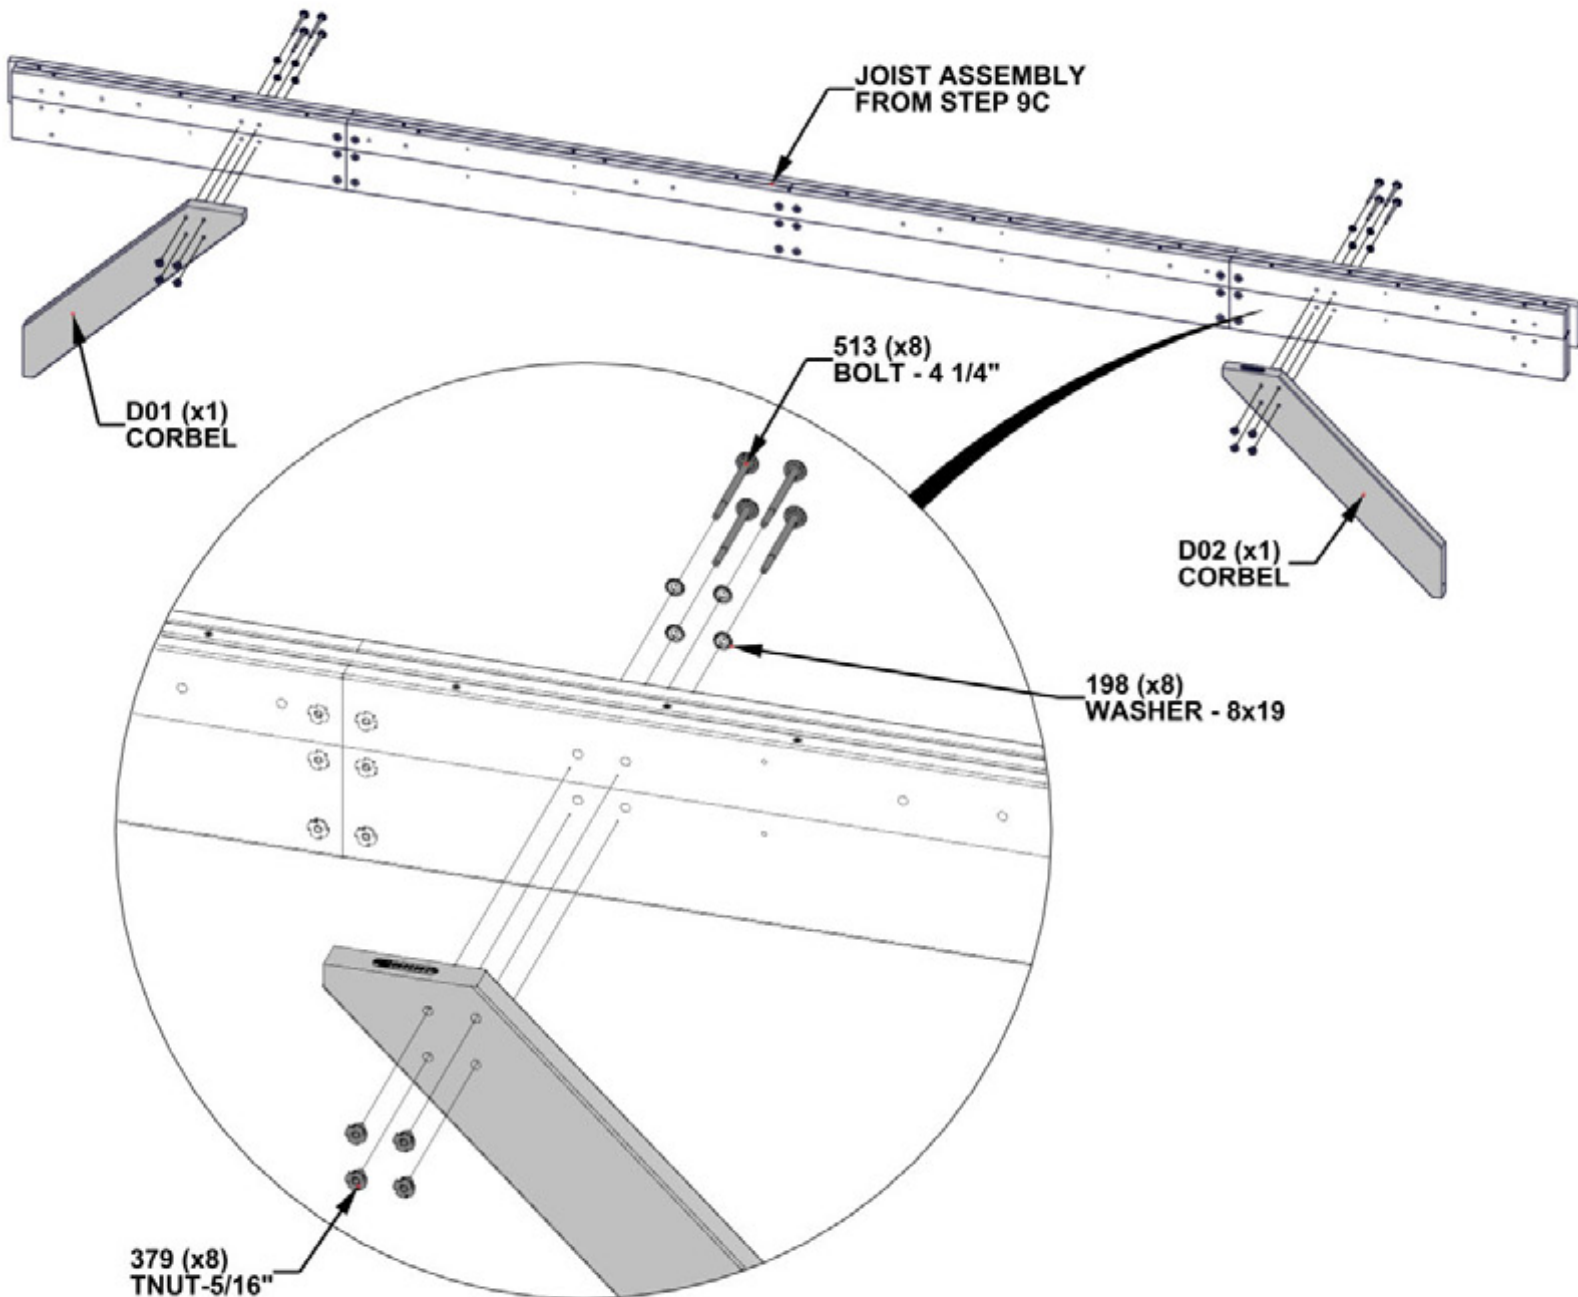 JOIST ASSEMBLY
FROM STEP 9C
513 (x8)
BOLT - 4 1/4"
D01 (x1)
CORBEL
D02 (x1)
CORBEL
198 (x8)
WASHER - 8x19
379 (x8)
TNUT-5/16"